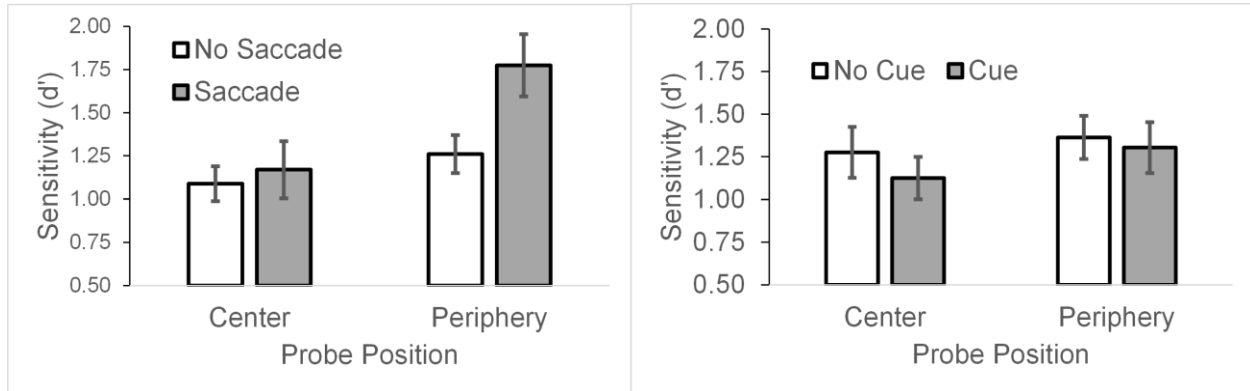 2.00
1.75
1.50
1.25
1.00
0.75
0.50
Sensitivity (d')
No Saccade
Saccade
Center Periphery
Probe Position
2.00
1.75
1.50
1.25
1.00
0.75
0.50
Sensitivity (d')
No Cue Cue
Center Periphery
Probe Position